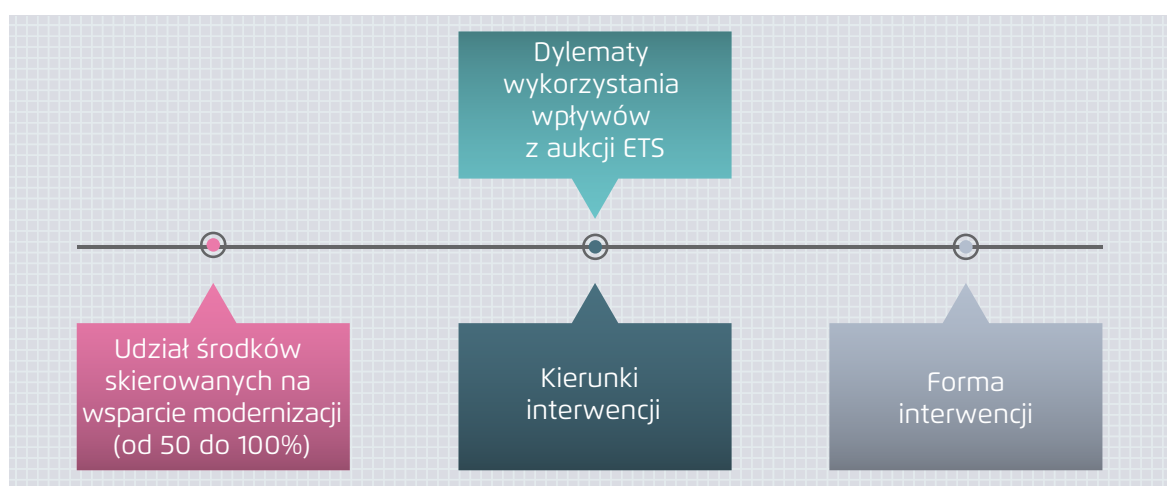 Dylematy
wykorzystania
wpływów
z aukcji ETS
Udział środków
skierowanych na
wsparcie modernizacji
(od 50 do 100%)
Kierunki
interwencji
Forma
interwencji